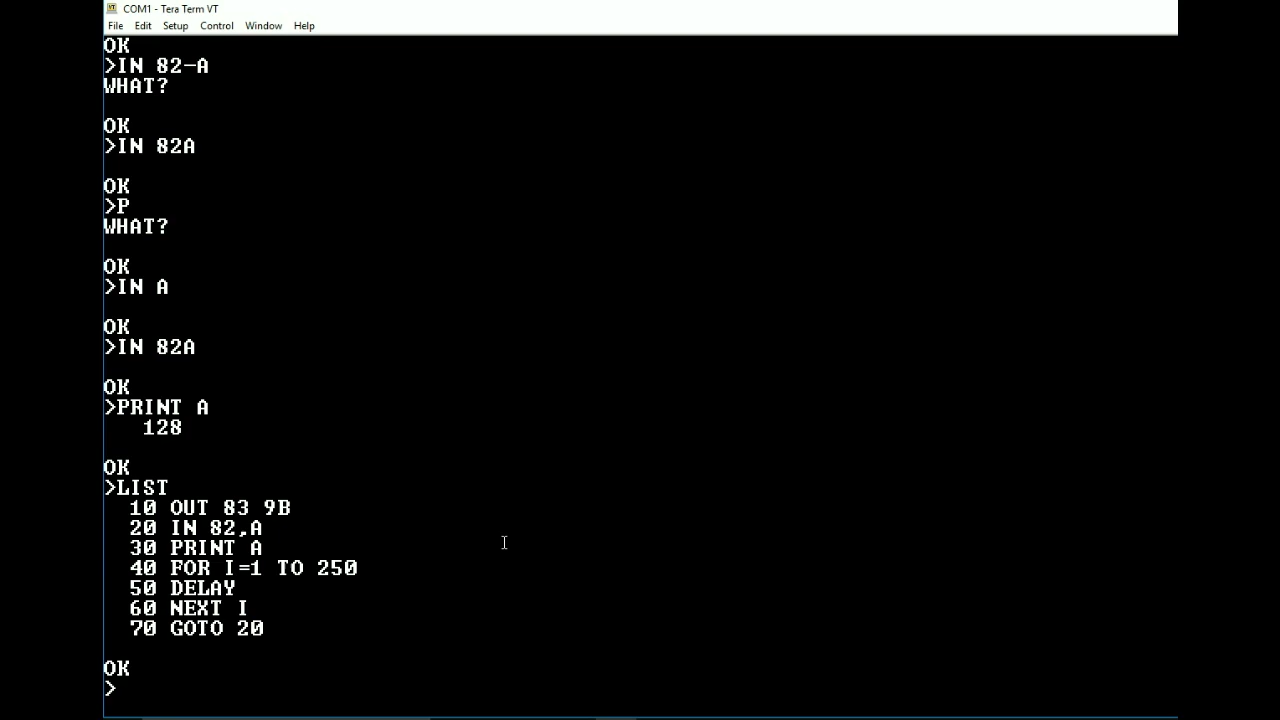 COM1 - Tera Term VT
File Edit Setup Control Window Help
OK
>IN 82-A
WHAT?
OK
>IN 82A
OK
>P
WHAT?
OK
>IN A
OK
>IN 82A
OK
>PRINT A
128
OK
>LIST
10 OUT 83 9B
20 IN 82,A
30 PRINT A
40 FOR I=1 TO 250
50 DELAY
60 NEXT I
70 GOTO 20
OK
>